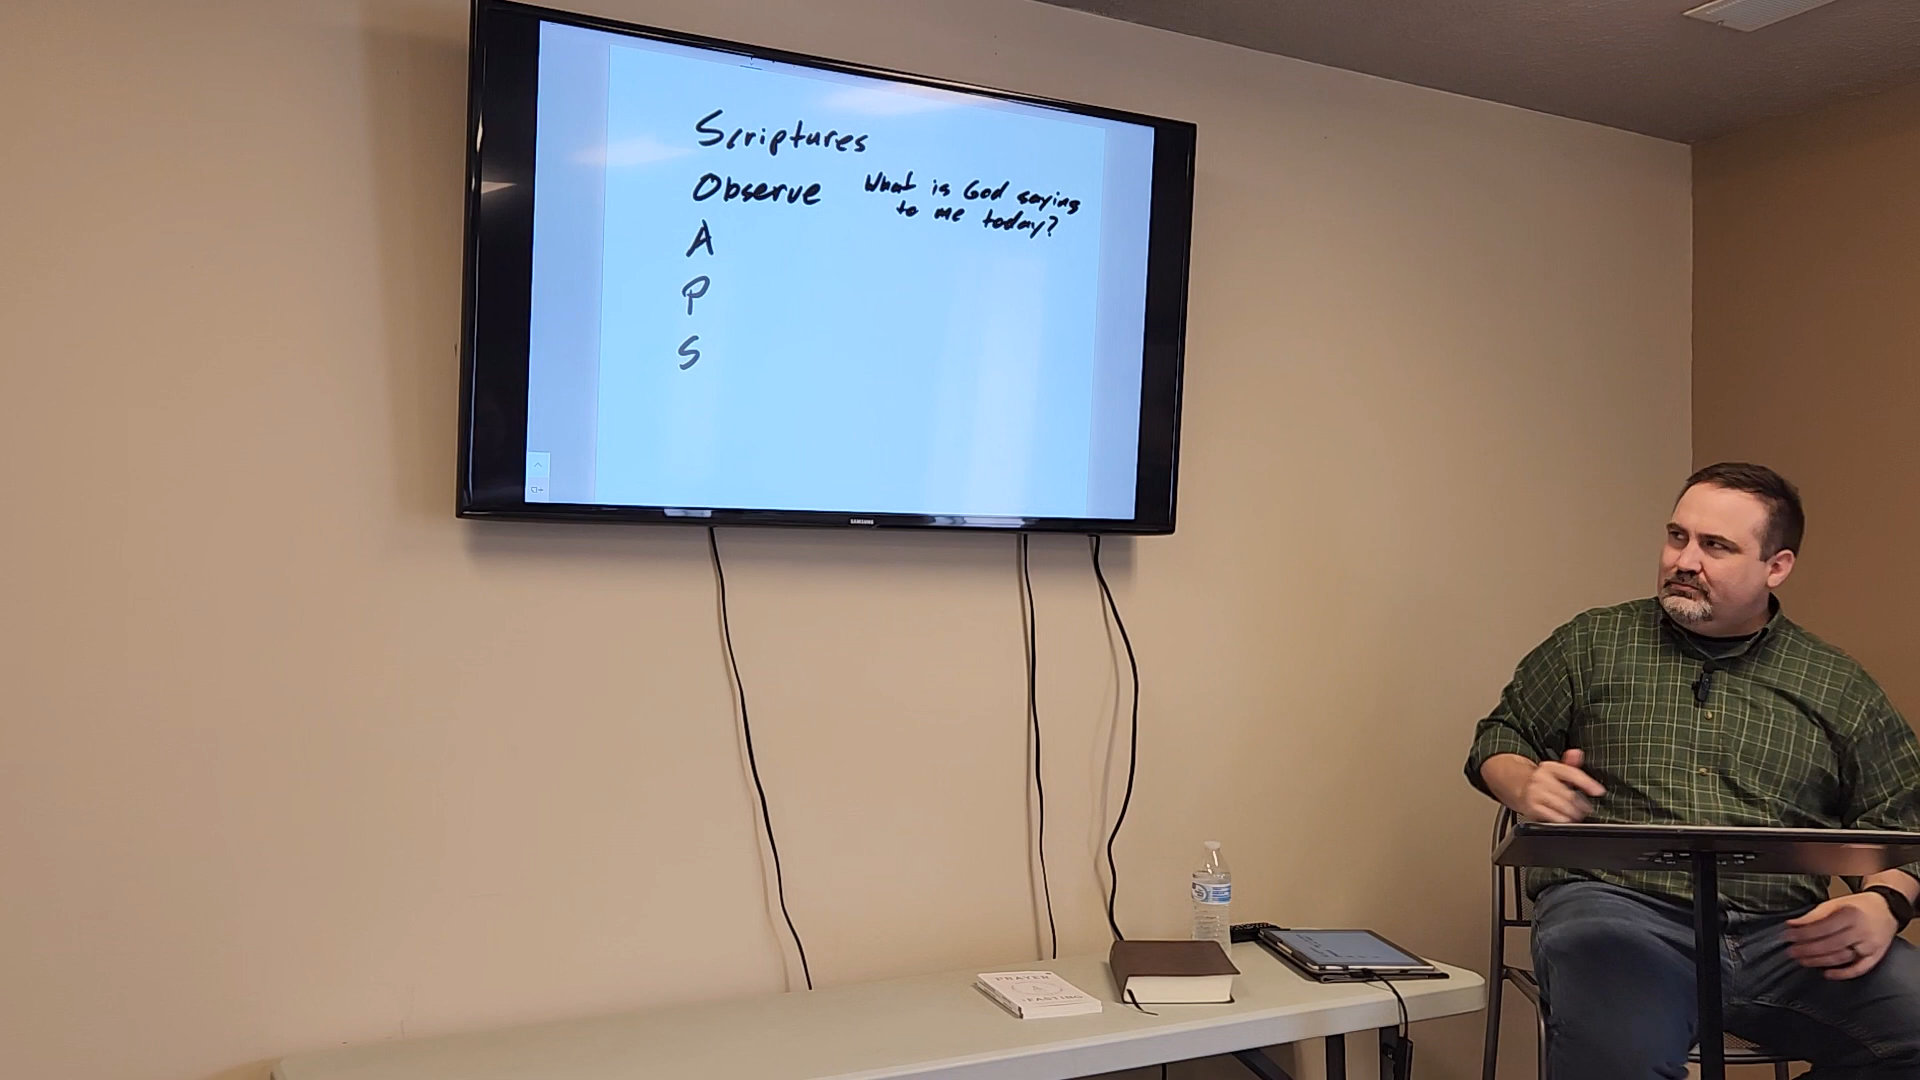 Scriptures
Observe What is God saying
to me today?
A
P
S
SAMSUNG
PRAYER
FASTING